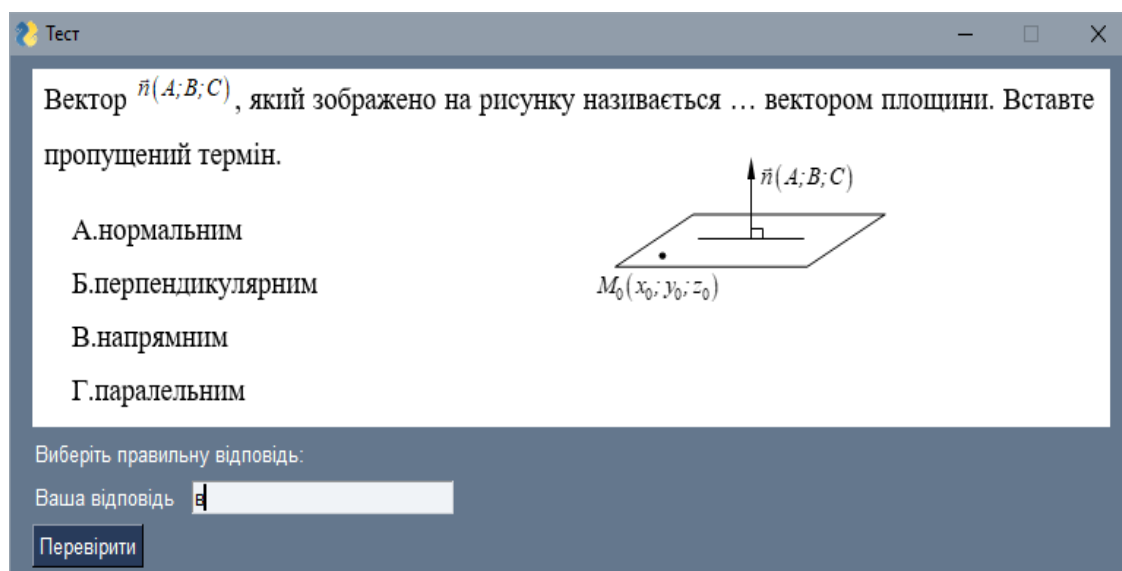 Тест
Вектор n⃗(A;B;C), який зображено на рисунку називається … вектором площини. Вставте
пропущений термін.
n⃗(A;B;C)
А.нормальним
Б.перпендикулярним
M₀(x₀;y₀;z₀)
В.напрямним
Г.паралельним
Виберіть правильну відповідь:
Ваша відповідь в
Перевірити